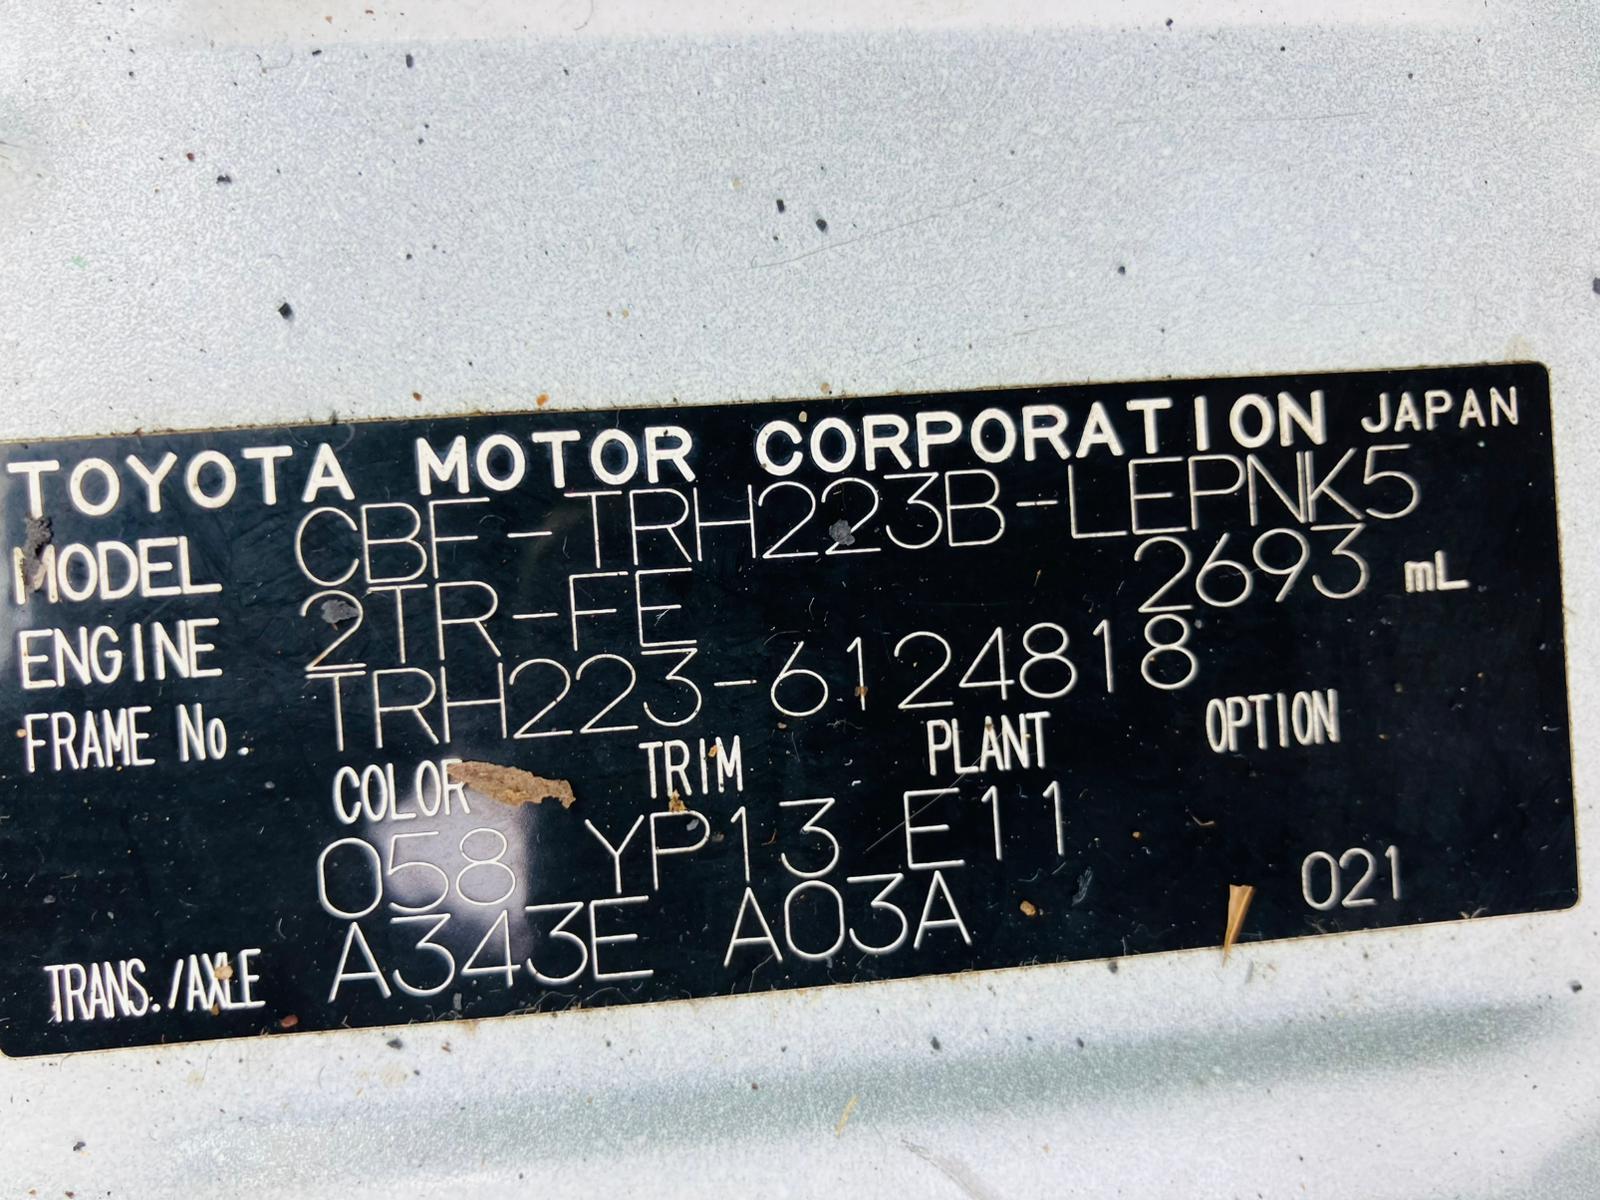 TOYOTA MOTOR CORPORATION JAPAN
MODEL CBF-TRH223B-LEPNK5
ENGINE 2TR-FE 2693 mL
FRAME No. TRH223-6124818
COLOR TRIM PLANT OPTION
058 YP13 E11
TRANS./AXLE A343E A03A 021